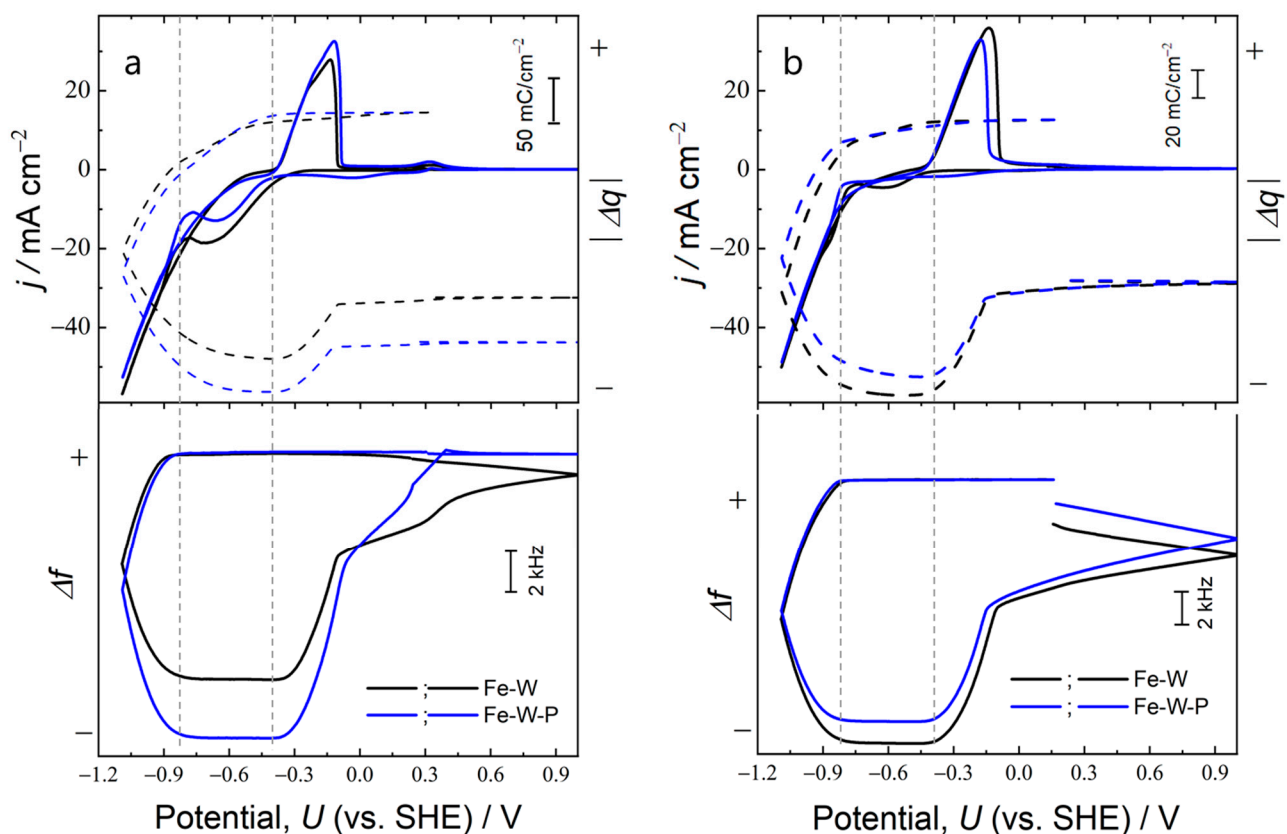 a
20
0
−20
−40
j / mA cm−2
50 mC/cm−2
+
|Δq|
−
+
Δf
−
2 kHz
; Fe-W
; Fe-W-P
−1.2 −0.9 −0.6 −0.3 0.0 0.3 0.6 0.9
Potential, U (vs. SHE) / V
b
20
0
−20
−40
j / mA cm−2
20 mC/cm−2
+
|Δq|
−
+
Δf
−
2 kHz
; Fe-W
; Fe-W-P
−1.2 −0.9 −0.6 −0.3 0.0 0.3 0.6 0.9
Potential, U (vs. SHE) / V